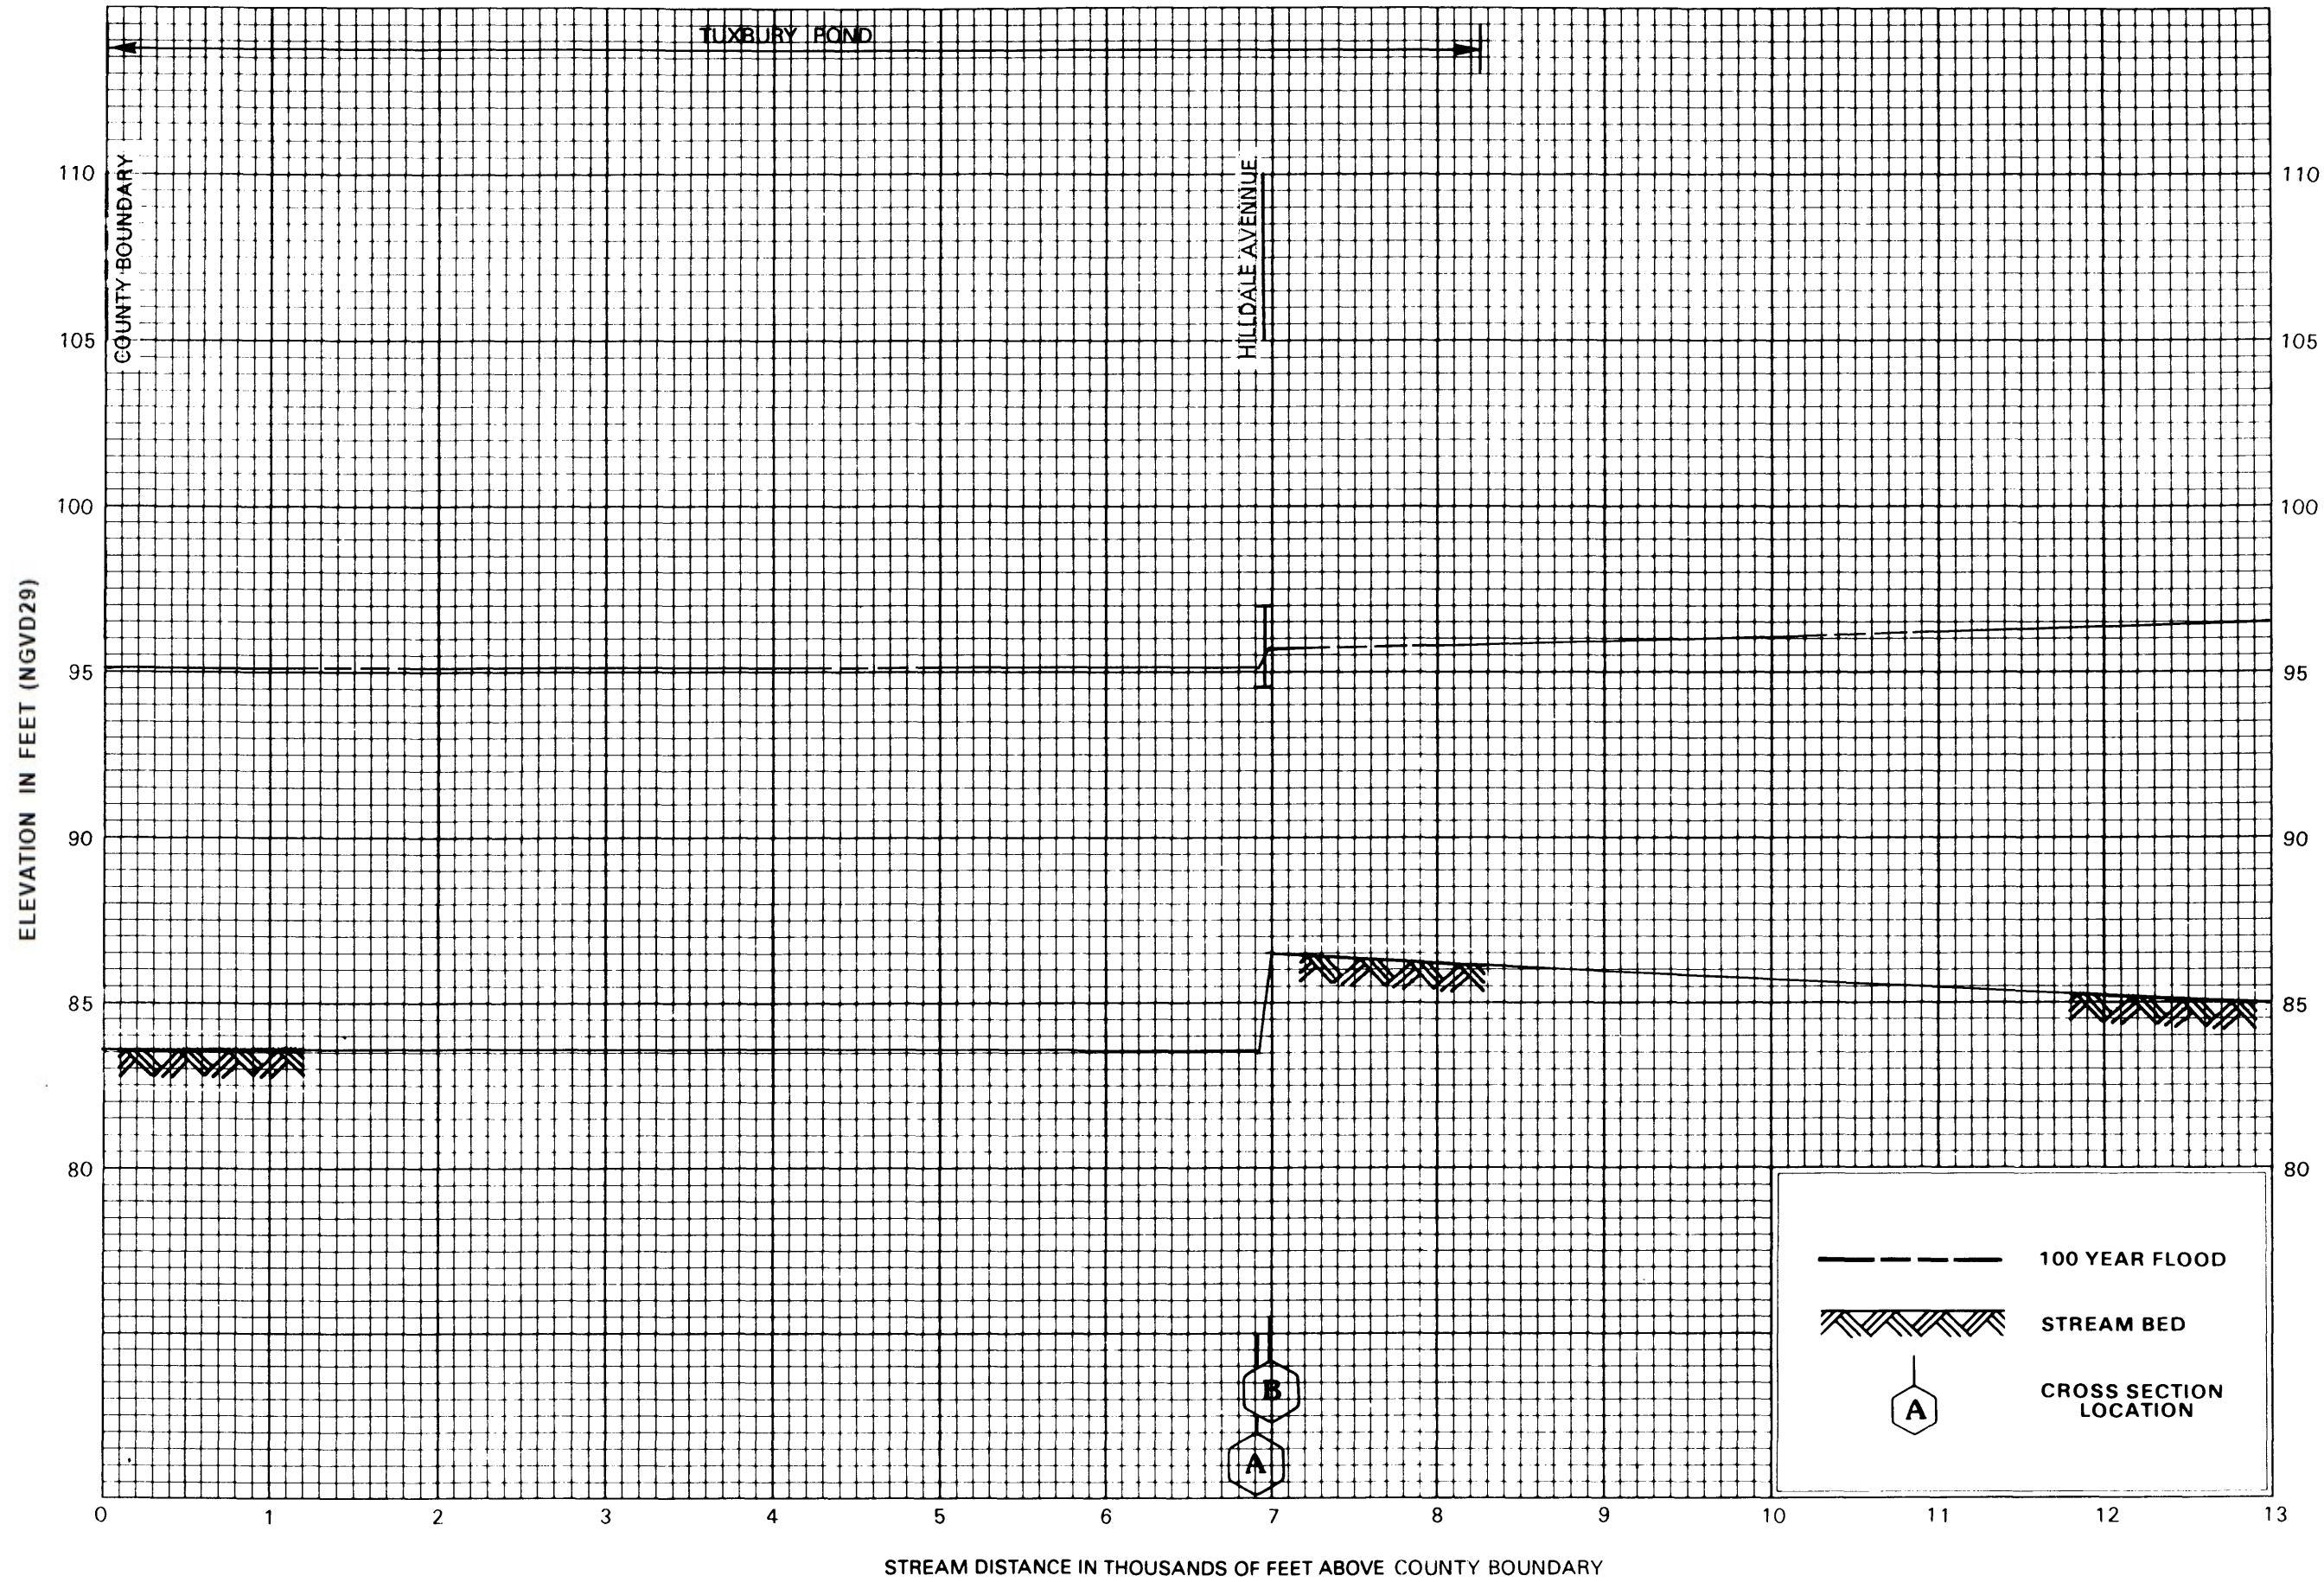 TUXBURY POND
COUNTY BOUNDARY
HILLDALE AVENNUE
110
105
100
95
90
85
80
110
105
100
95
90
85
80
ELEVATION IN FEET (NGVD29)
B
A
100 YEAR FLOOD
STREAM BED
A
CROSS SECTION
LOCATION
0 1 2 3 4 5 6 7 8 9 10 11 12 13
STREAM DISTANCE IN THOUSANDS OF FEET ABOVE COUNTY BOUNDARY